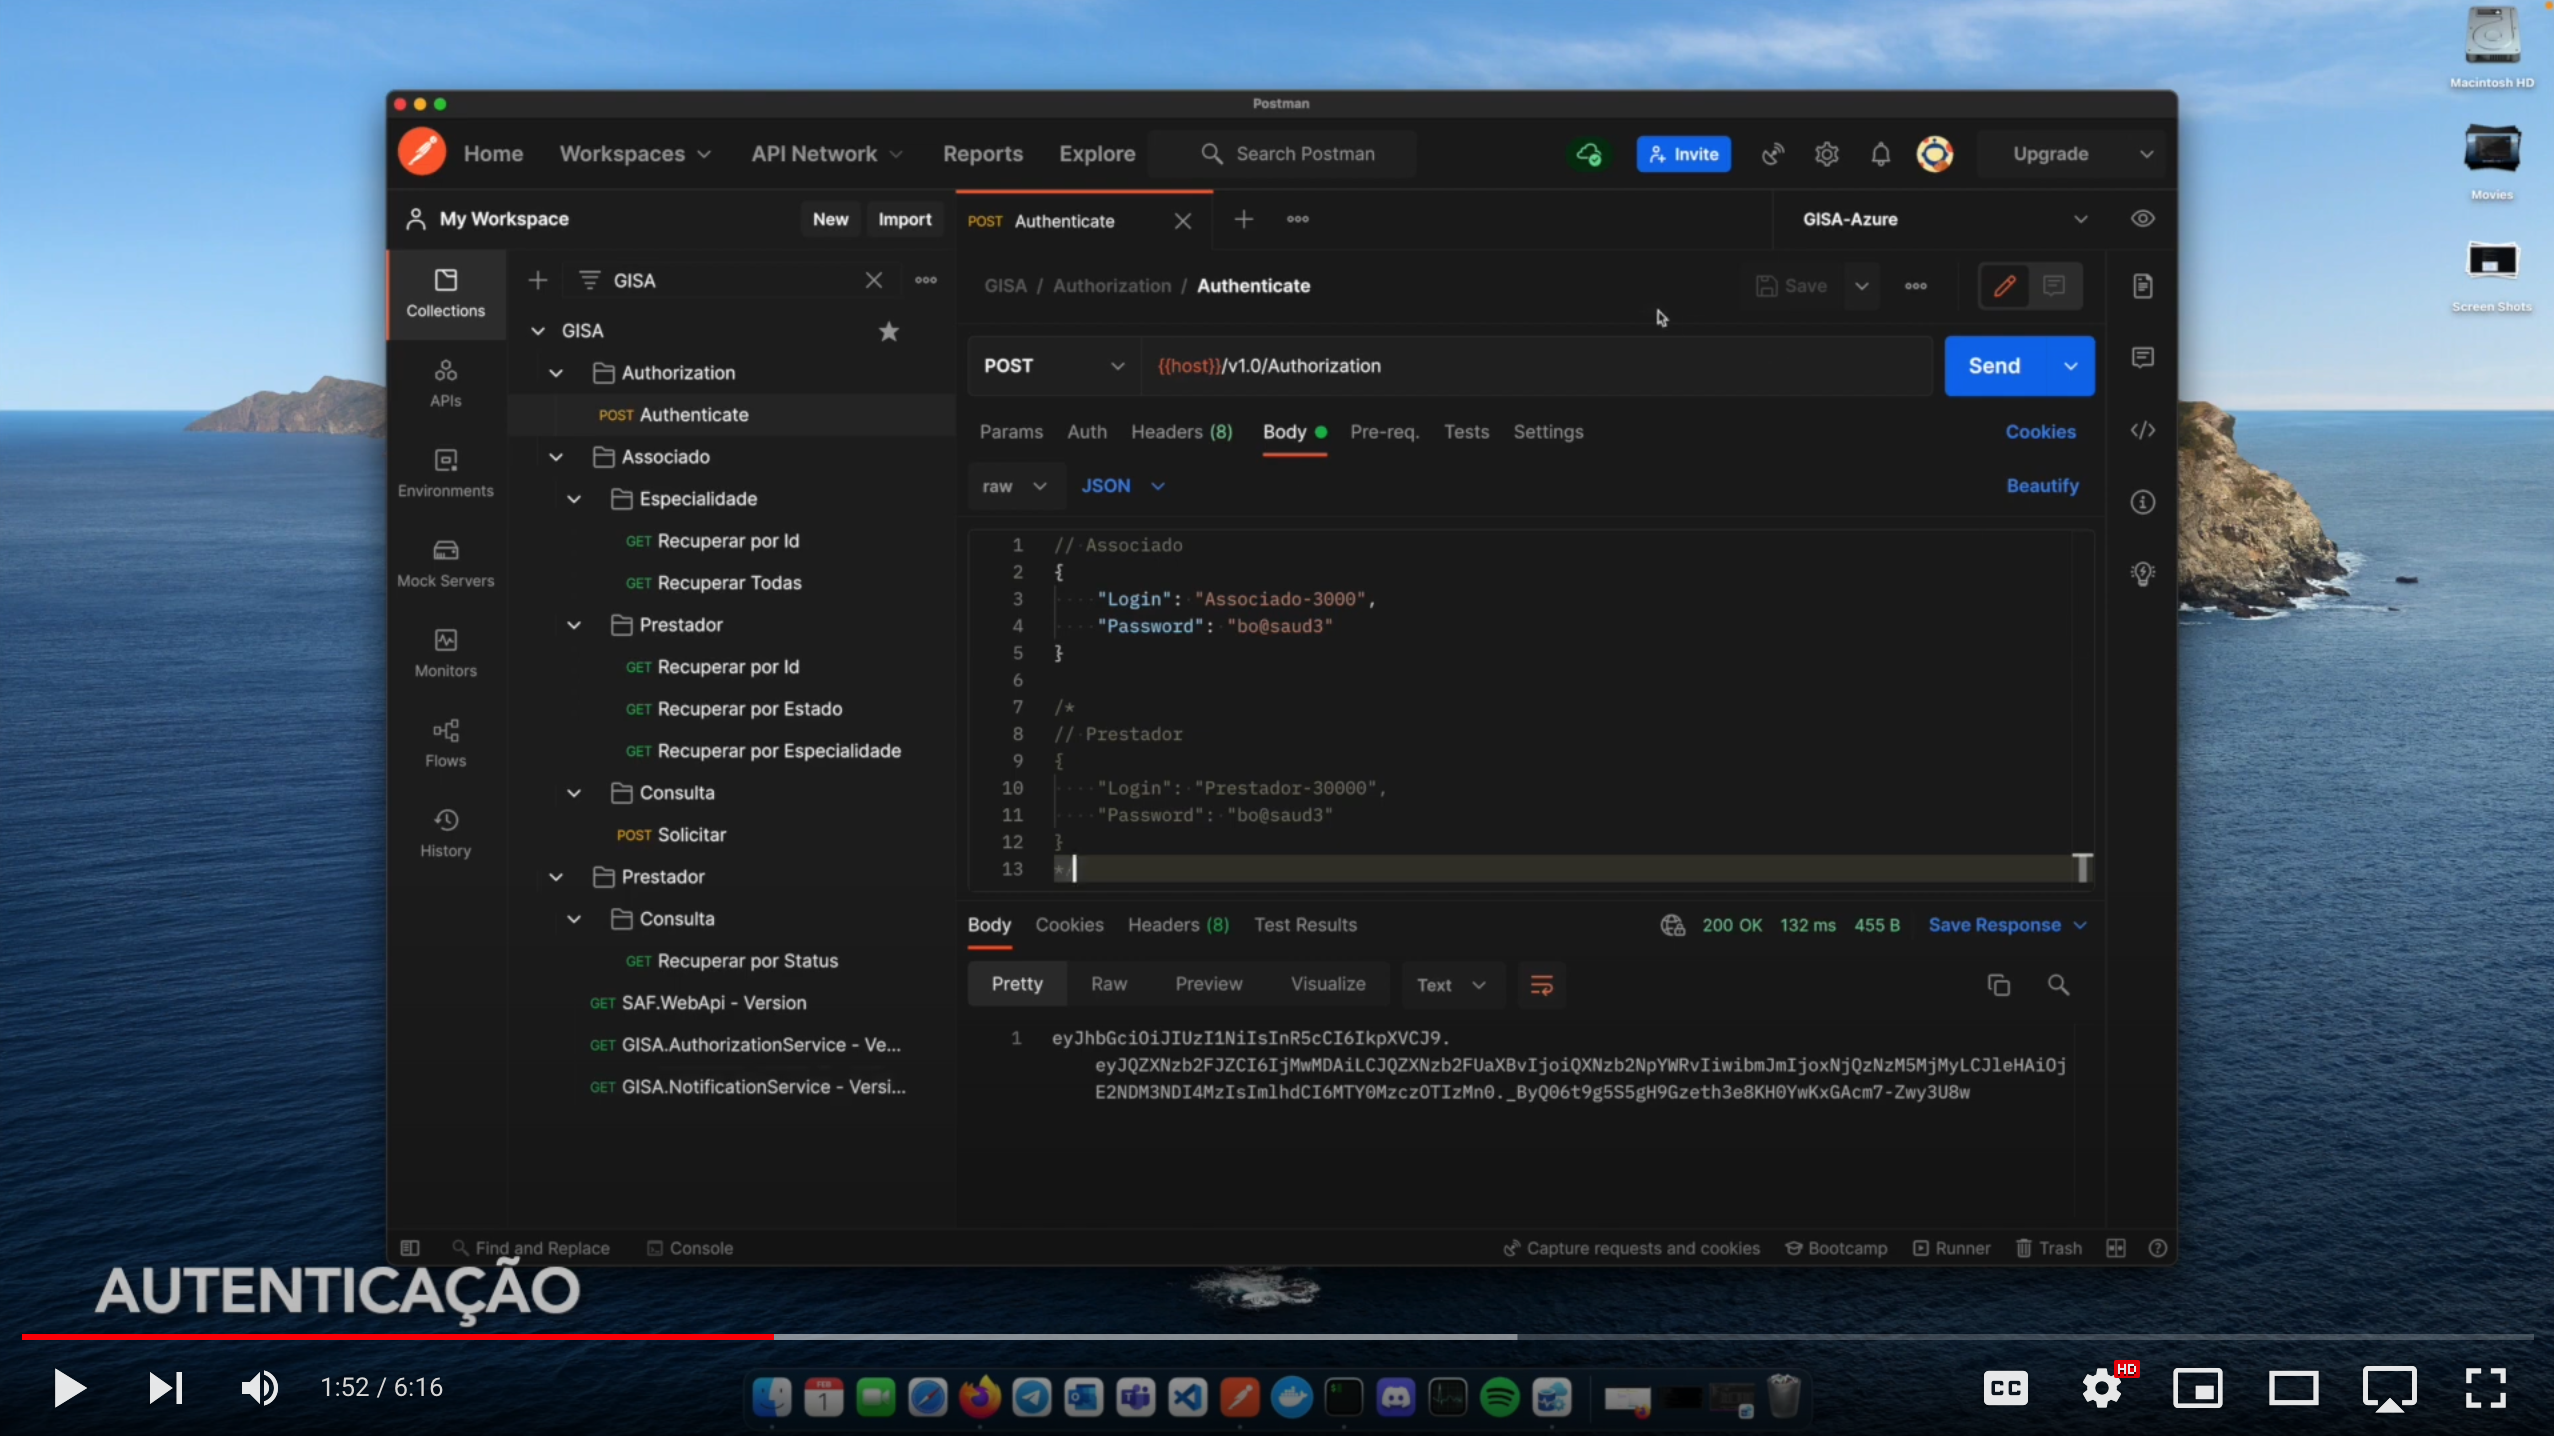 Macintosh HD
Movies
Screen Shots
Postman
Home Workspaces API Network Reports Explore Search Postman Invite Upgrade
My Workspace New Import POST Authenticate GISA-Azure
Collections
APIs
Environments
Mock Servers
Monitors
Flows
History
GISA
GISA
Authorization
POST Authenticate
Associado
Especialidade
GET Recuperar por Id
GET Recuperar Todas
Prestador
GET Recuperar por Id
GET Recuperar por Estado
GET Recuperar por Especialidade
Consulta
POST Solicitar
Prestador
Consulta
GET Recuperar por Status
GET SAF.WebApi - Version
GET GISA.AuthorizationService - Ve...
GET GISA.NotificationService - Versi...
GISA / Authorization / Authenticate Save
POST {{host}}/v1.0/Authorization Send
Params Auth Headers (8) Body Pre-req. Tests Settings Cookies
raw JSON Beautify
1 // Associado
2 {
3 "Login": "Associado-3000",
4 "Password": "bo@saud3"
5 }
6
7 /*
8 // Prestador
9 {
10 "Login": "Prestador-30000",
11 "Password": "bo@saud3"
12 }
13 */
Body Cookies Headers (8) Test Results 200 OK 132 ms 455 B Save Response
Pretty Raw Preview Visualize Text
1 eyJhbGciOiJIUzI1NiIsInR5cCI6IkpXVCJ9.
eyJQZXNzb2FJZCI6IjMwMDAiLCJQZXNzb2FUaXBvIjoiQXNzb2NpYWRvIiwibmJmIjoxNjQzNzM5MjMyLCJleHAiOj
E2NDM3NDI4MzIsImlhdCI6MTY0MzczOTIzMn0._ByQ06t9g5S5gH9Gzeth3e8KH0YwKxGAcm7-Zwy3U8w
Find and Replace Console Capture requests and cookies Bootcamp Runner Trash
AUTENTICAÇÃO
1:52 / 6:16
FEB
1
CC
HD